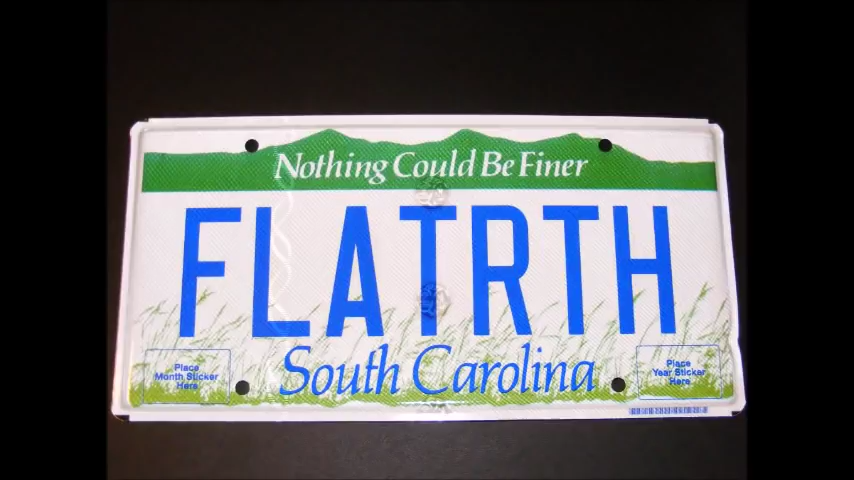 Nothing Could Be Finer
FLATRTH
South Carolina
Place
Month Sticker
Here
Place
Year Sticker
Here